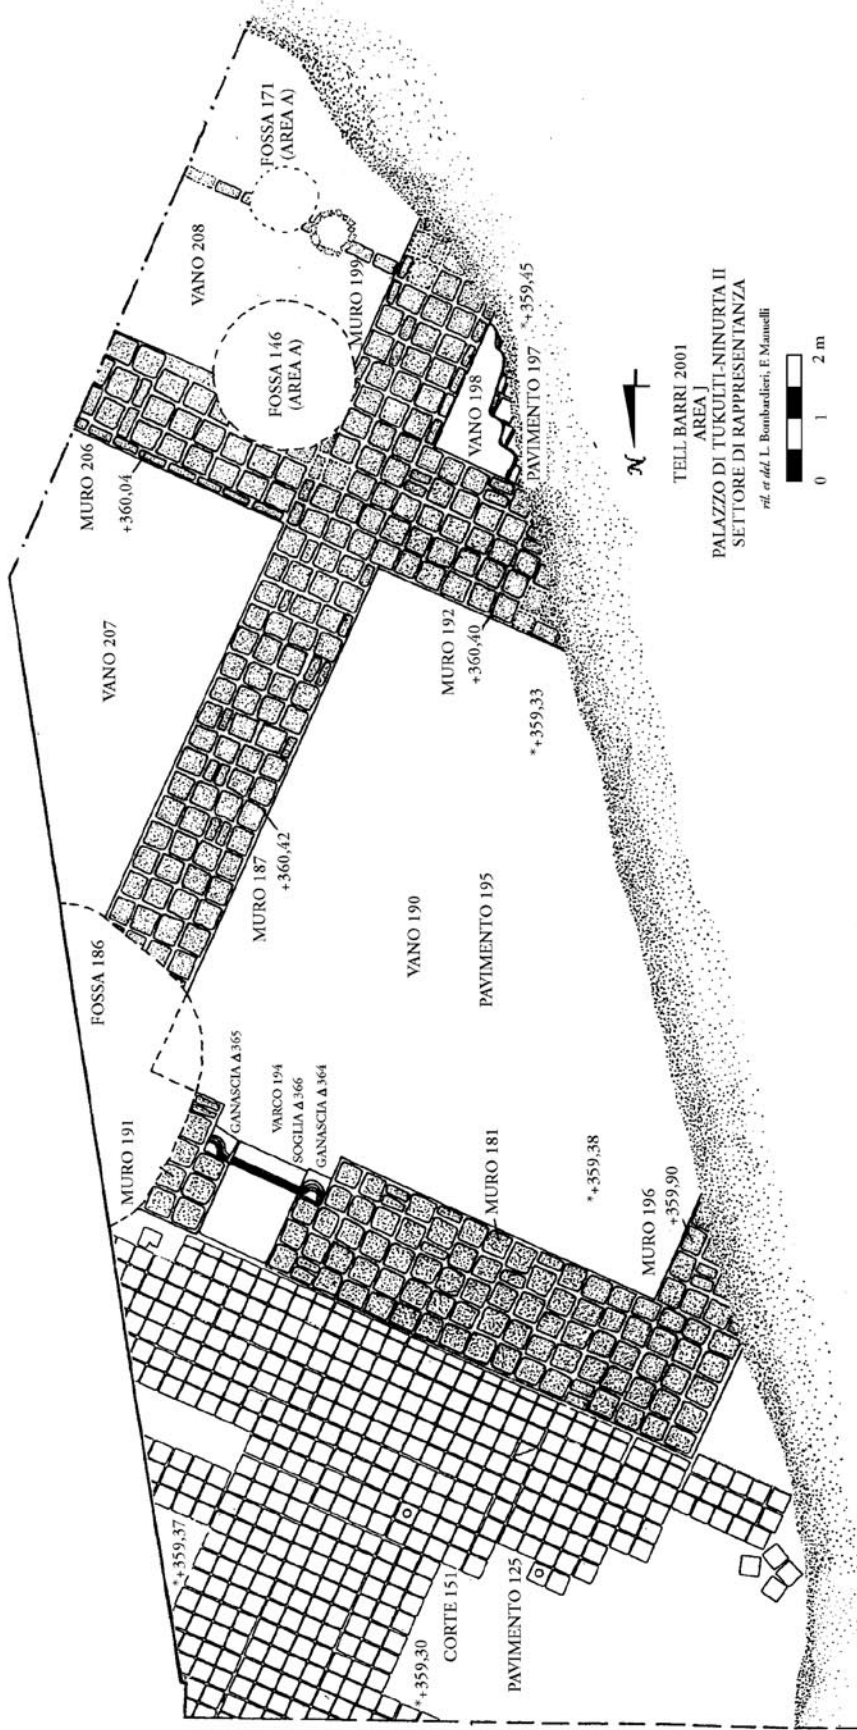 FOSSA 171
(AREA A)
VANO 208
MURO 199
FOSSA 146
(AREA A)
MURO 206
+360,04
VANO 198
*+359,45
PAVIMENTO 197
VANO 207
MURO 192
+360,40
*+359,33
MURO 187
+360,42
VANO 190
PAVIMENTO 195
FOSSA 186
GANASCIA Δ365
VARCO 194
SOGLIA Δ366
GANASCIA Δ364
MURO 191
MURO 181
*+359,38
MURO 196
+359,90
*+359,37
*+359,30
CORTE 151
PAVIMENTO 125
N
TELL BARRI 2001
AREA J
PALAZZO DI TUKULTI-NINURTA II
SETTORE DI RAPPRESENTANZA
ril. et del. L. Bombardieri, F. Manuelli
0 1 2 m